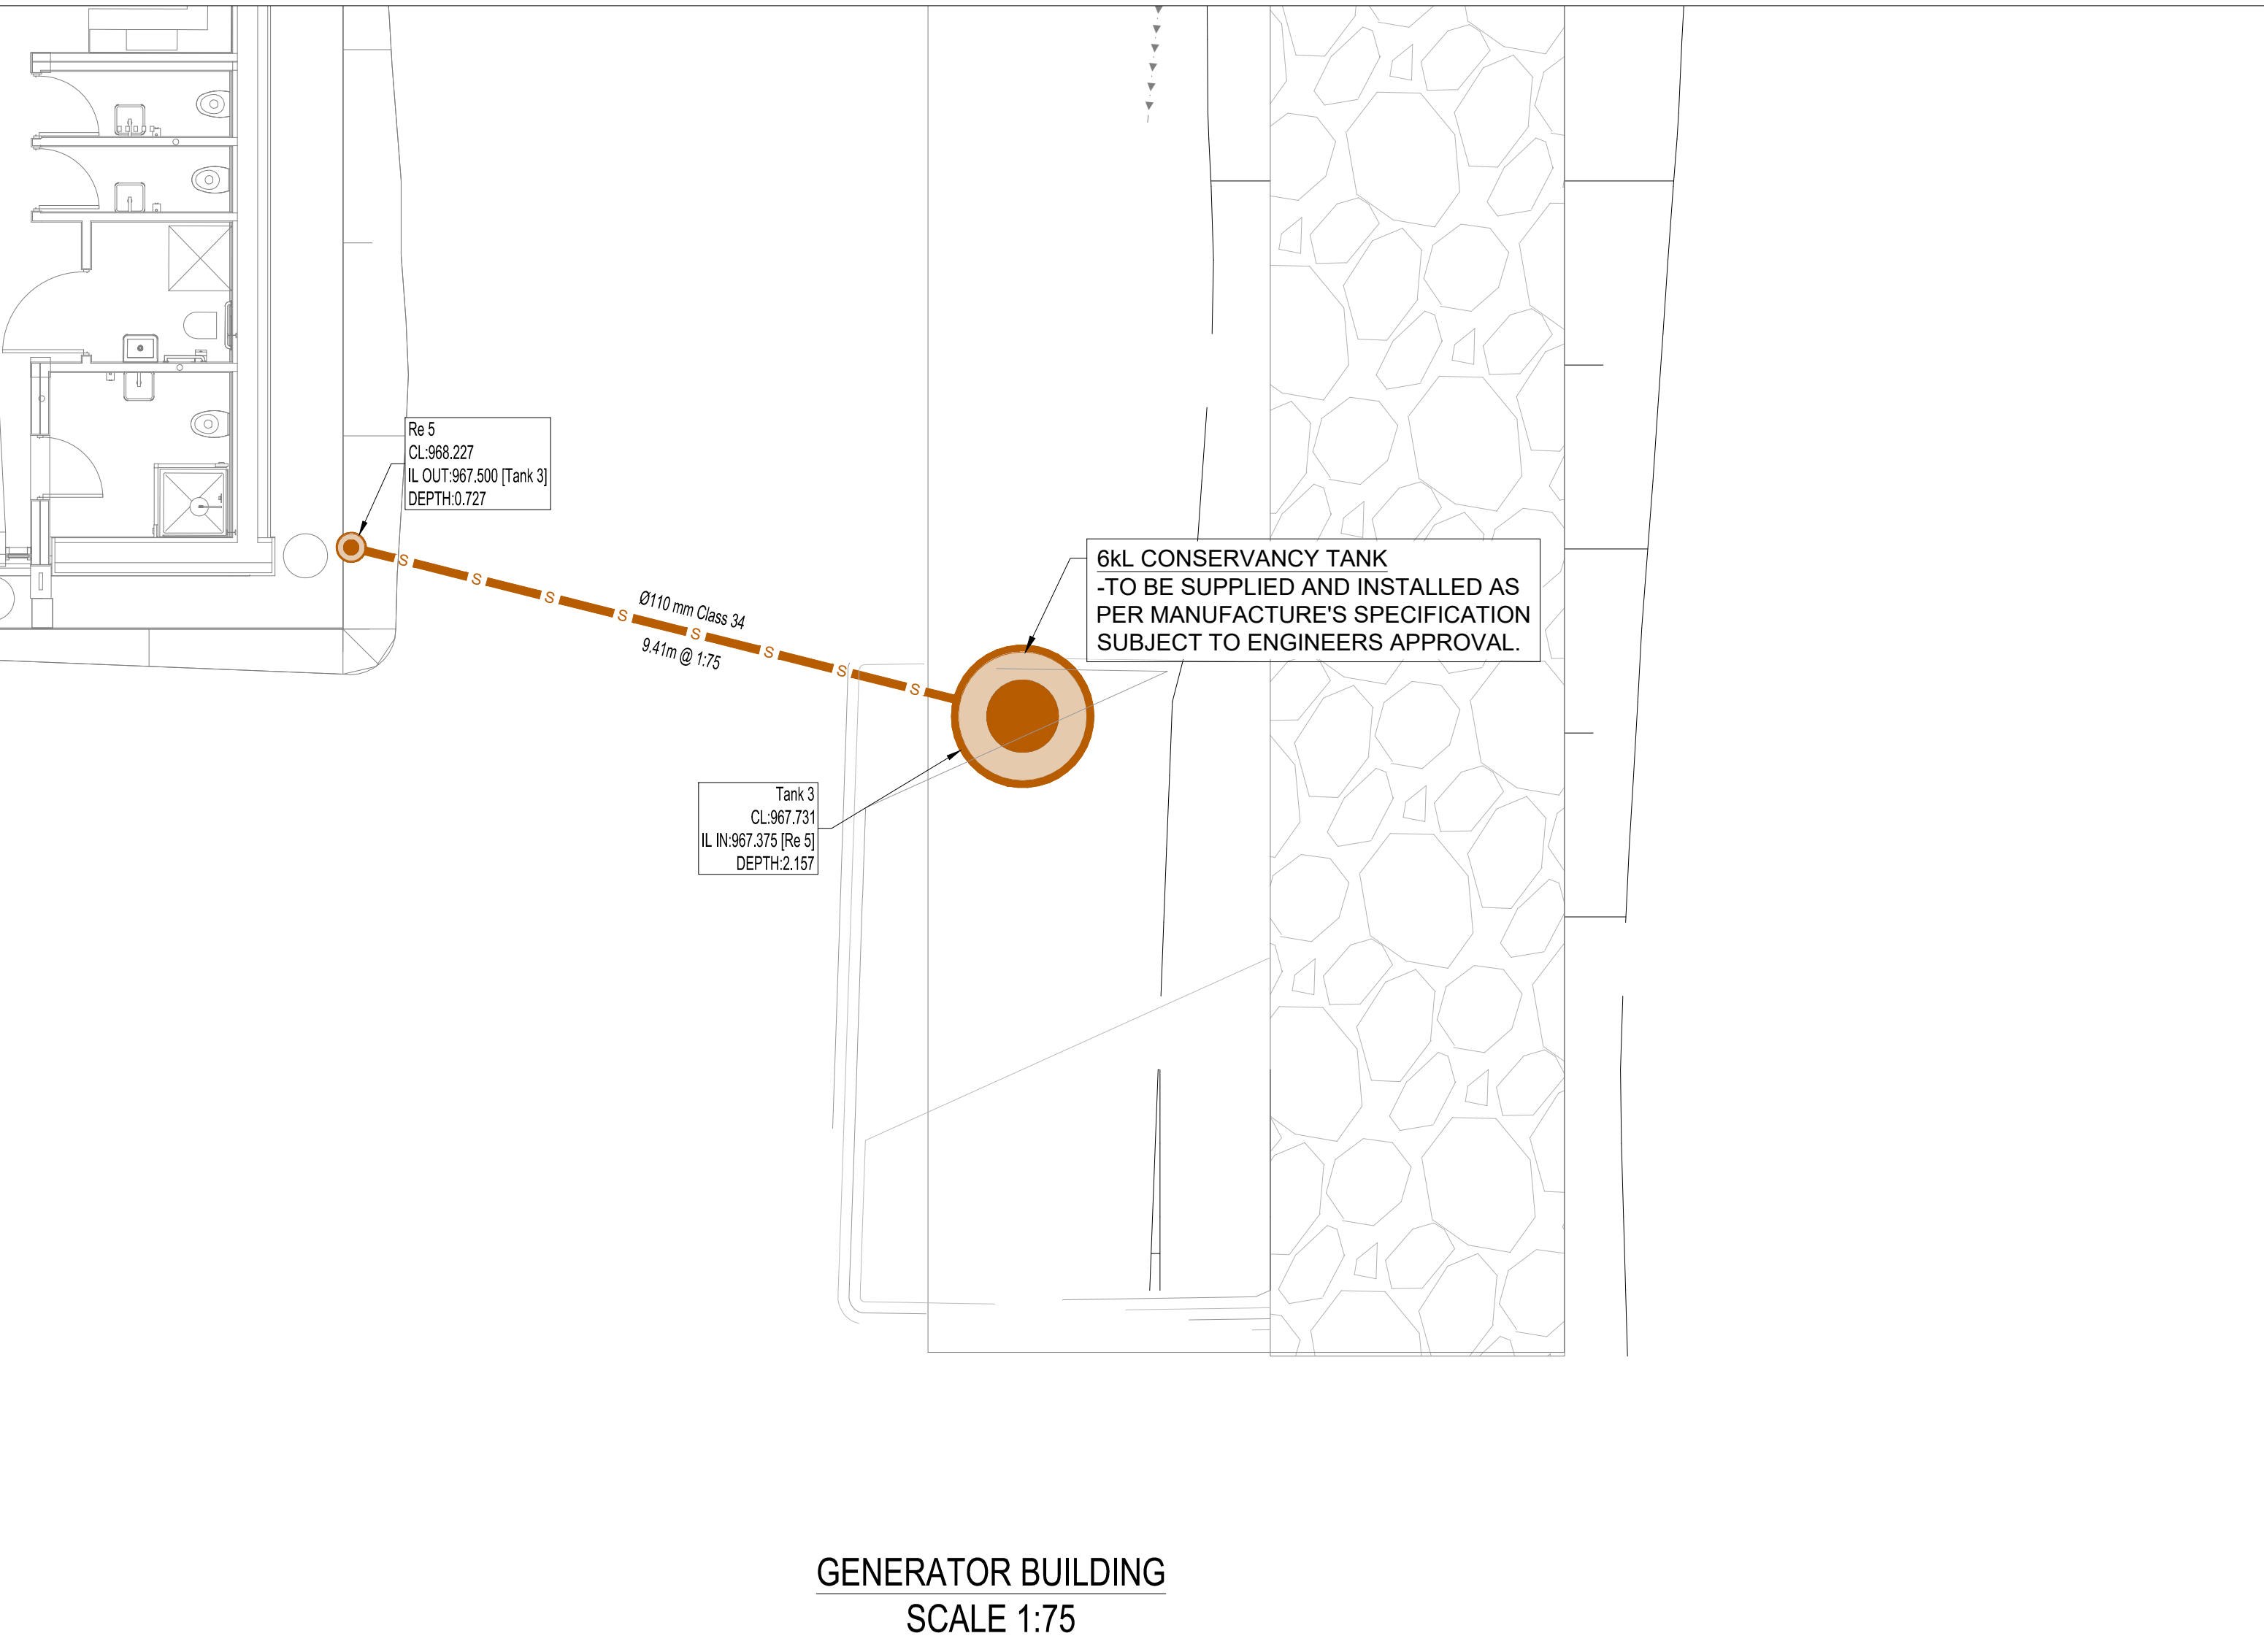 Re 5
CL:968.227
IL OUT:967.500 [Tank 3]
DEPTH:0.727
S S S S S S S S
Ø110 mm Class 34
9.41m @ 1:75
6kL CONSERVANCY TANK
-TO BE SUPPLIED AND INSTALLED AS
PER MANUFACTURE'S SPECIFICATION
SUBJECT TO ENGINEERS APPROVAL.
Tank 3
CL:967.731
IL IN:967.375 [Re 5]
DEPTH:2.157
GENERATOR BUILDING
SCALE 1:75